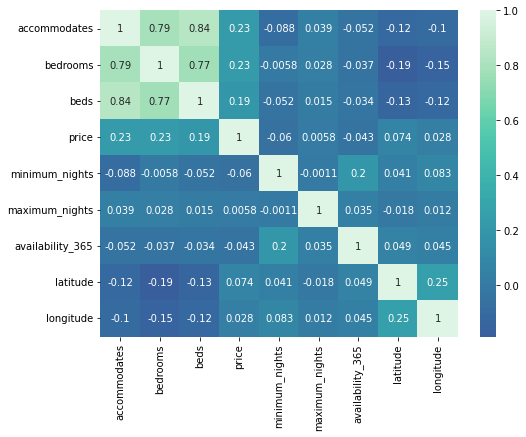 accommodates 1 0.79 0.84 0.23 -0.088 0.039 -0.052 -0.12 -0.1
bedrooms 0.79 1 0.77 0.23 -0.0058 0.028 -0.037 -0.19 -0.15
beds 0.84 0.77 1 0.19 -0.052 0.015 -0.034 -0.13 -0.12
price 0.23 0.23 0.19 1 -0.06 0.0058 -0.043 0.074 0.028
minimum_nights -0.088 -0.0058 -0.052 -0.06 1 -0.0011 0.2 0.041 0.083
maximum_nights 0.039 0.028 0.015 0.0058 -0.0011 1 0.035 -0.018 0.012
availability_365 -0.052 -0.037 -0.034 -0.043 0.2 0.035 1 0.049 0.045
latitude -0.12 -0.19 -0.13 0.074 0.041 -0.018 0.049 1 0.25
longitude -0.1 -0.15 -0.12 0.028 0.083 0.012 0.045 0.25 1
accommodates
bedrooms
beds
price
minimum_nights
maximum_nights
availability_365
latitude
longitude
1.0
0.8
0.6
0.4
0.2
0.0